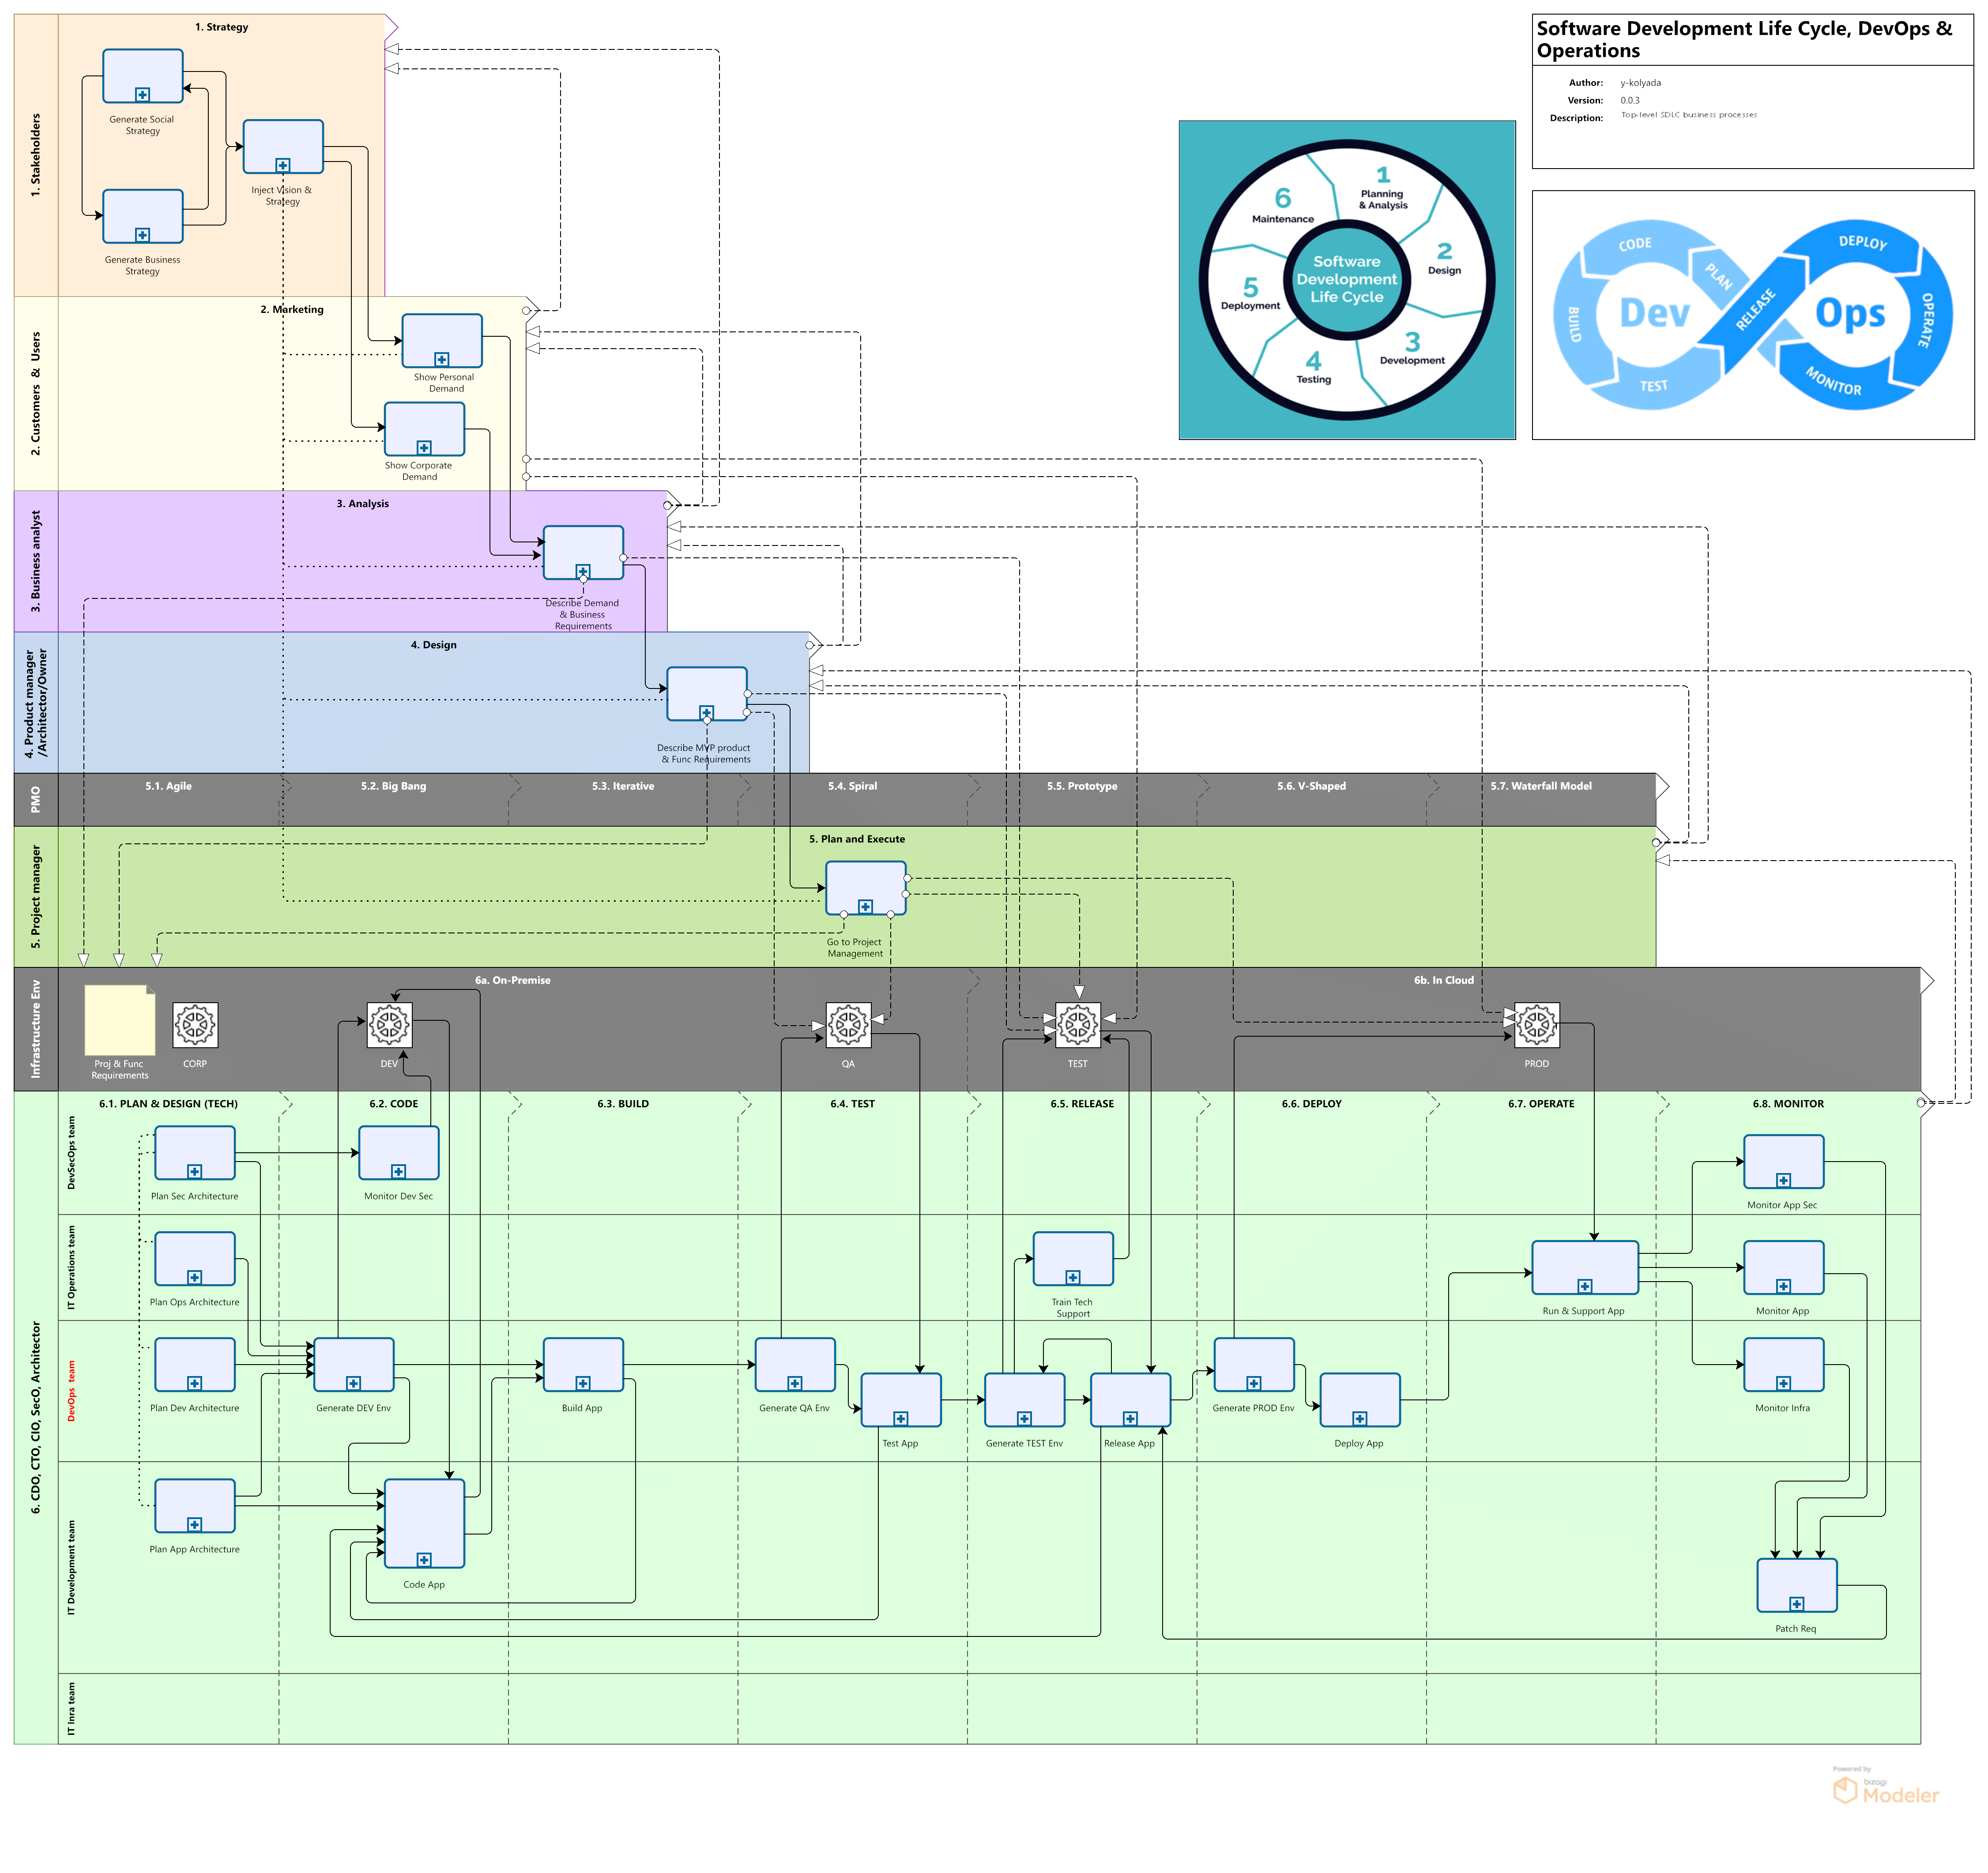 Software Development Life Cycle, DevOps &
Operations
Author:
y-kolyada
Version:
0.0.3
Description:
Top-level SDLC business processes
1. Stakeholders
1. Strategy
Generate Social
Strategy
Inject Vision &
Strategy
Generate Business
Strategy
1
Planning
& Analysis
2
Design
3
Development
4
Testing
5
Deployment
6
Maintenance
Software
Development
Life Cycle
CODE
PLAN
BUILD
TEST
Dev
RELEASE
DEPLOY
OPERATE
MONITOR
Ops
2. Customers & Users
2. Marketing
Show Personal
Demand
Show Corporate
Demand
3. Business analyst
3. Analysis
Describe Demand
& Business
Requirements
4. Product manager
/Architector/Owner
4. Design
Describe MVP product
& Func Requirements
PMO
5.1. Agile
5.2. Big Bang
5.3. Iterative
5.4. Spiral
5.5. Prototype
5.6. V-Shaped
5.7. Waterfall Model
5. Project manager
5. Plan and Execute
Go to Project
Management
Infrastructure Env
6a. On-Premise
6b. In Cloud
Proj & Func
Requirements
CORP
DEV
QA
TEST
PROD
6. CDO, CTO, CIO, SecO, Architector
6.1. PLAN & DESIGN (TECH)
6.2. CODE
6.3. BUILD
6.4. TEST
6.5. RELEASE
6.6. DEPLOY
6.7. OPERATE
6.8. MONITOR
DevSecOps team
Plan Sec Architecture
Monitor Dev Sec
Monitor App Sec
IT Operations team
Plan Ops Architecture
Train Tech
Support
Run & Support App
Monitor App
DevOps team
Plan Dev Architecture
Generate DEV Env
Build App
Generate QA Env
Test App
Generate TEST Env
Release App
Generate PROD Env
Deploy App
Monitor Infra
IT Development team
Plan App Architecture
Code App
Patch Req
IT Inra team
Powered by
bizagi
Modeler